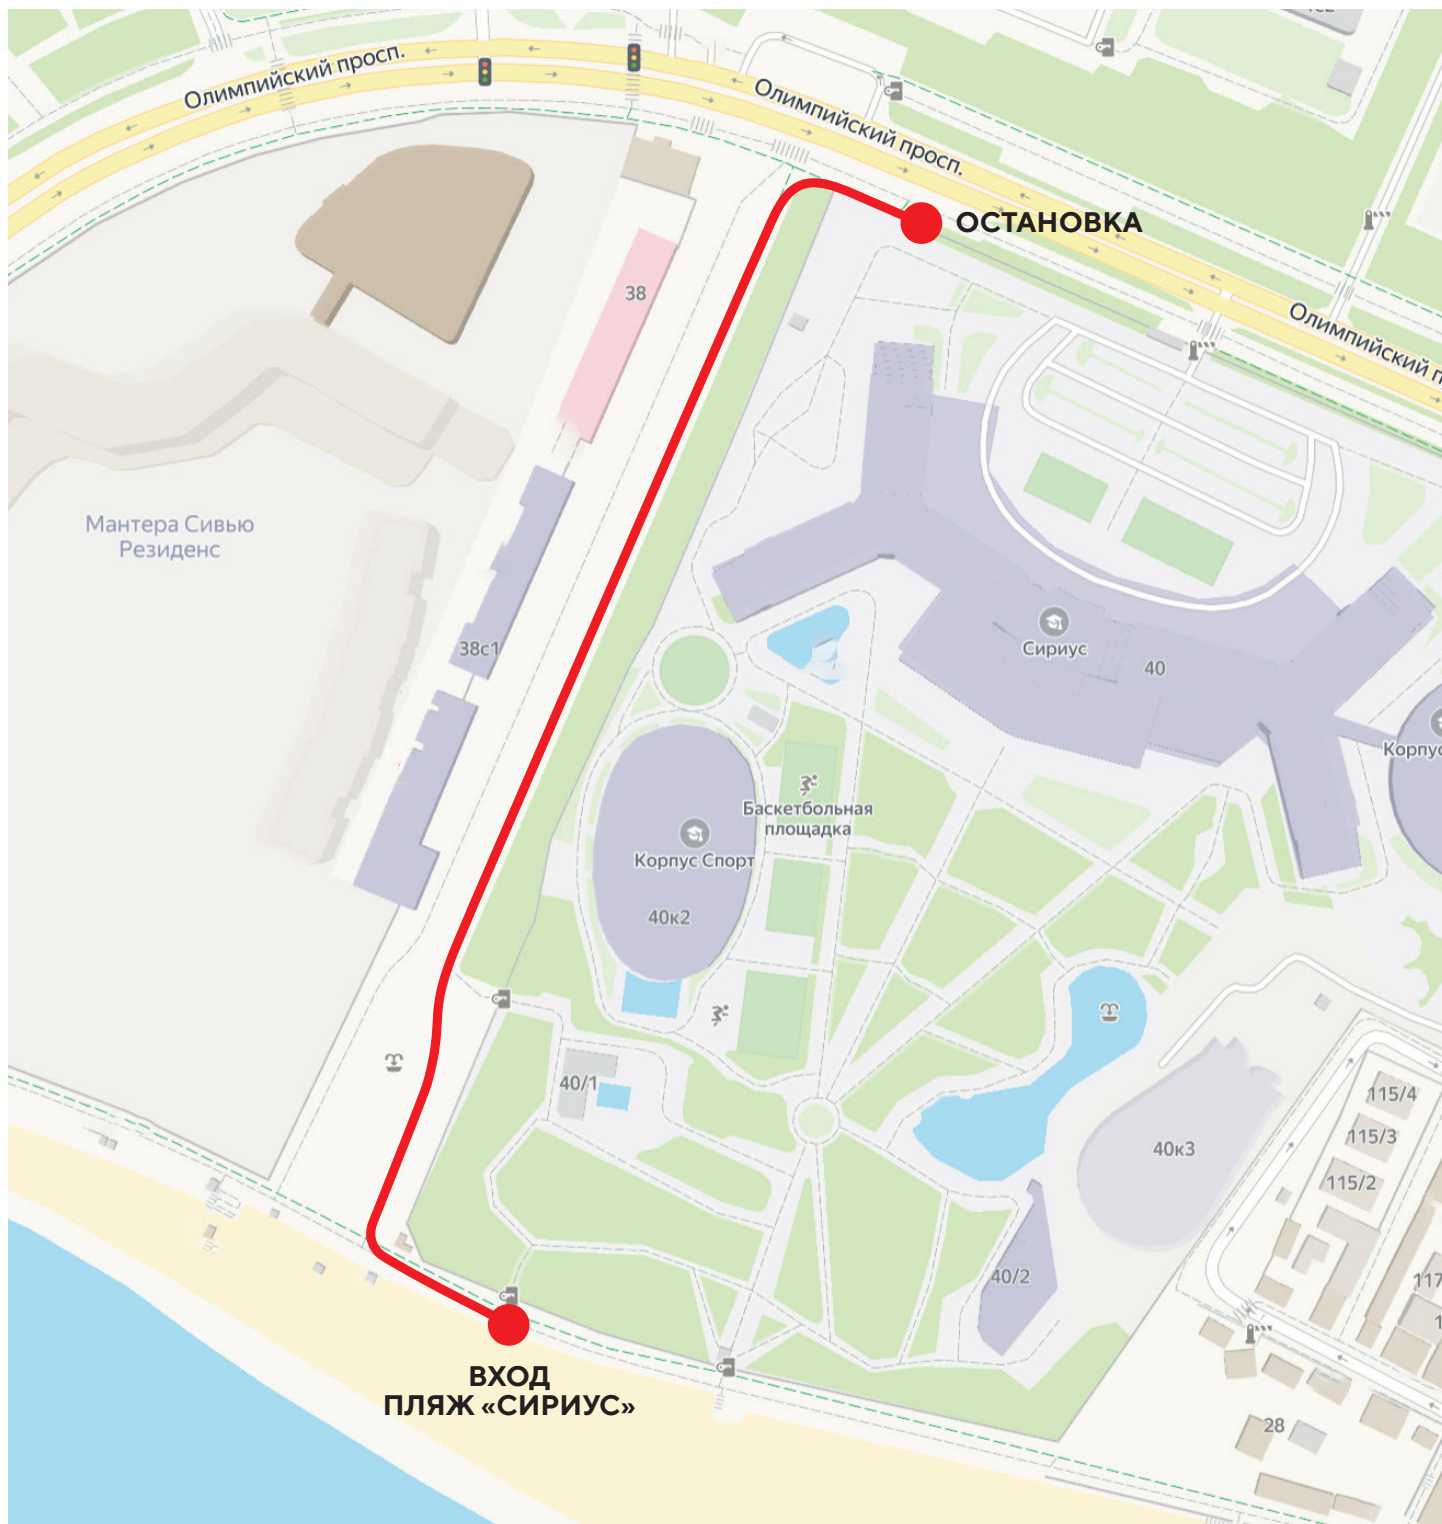 Олимпийский просп.
Олимпийский просп.
ОСТАНОВКА
Олимпийский п
38
Мантера Сивью
Резиденс
38с1
Сириус
40
Корпус
Баскетбольная
площадка
Корпус Спорт
40к2
40/1
115/4
115/3
40к3
115/2
40/2
117
ВХОД
ПЛЯЖ «СИРИУС»
28